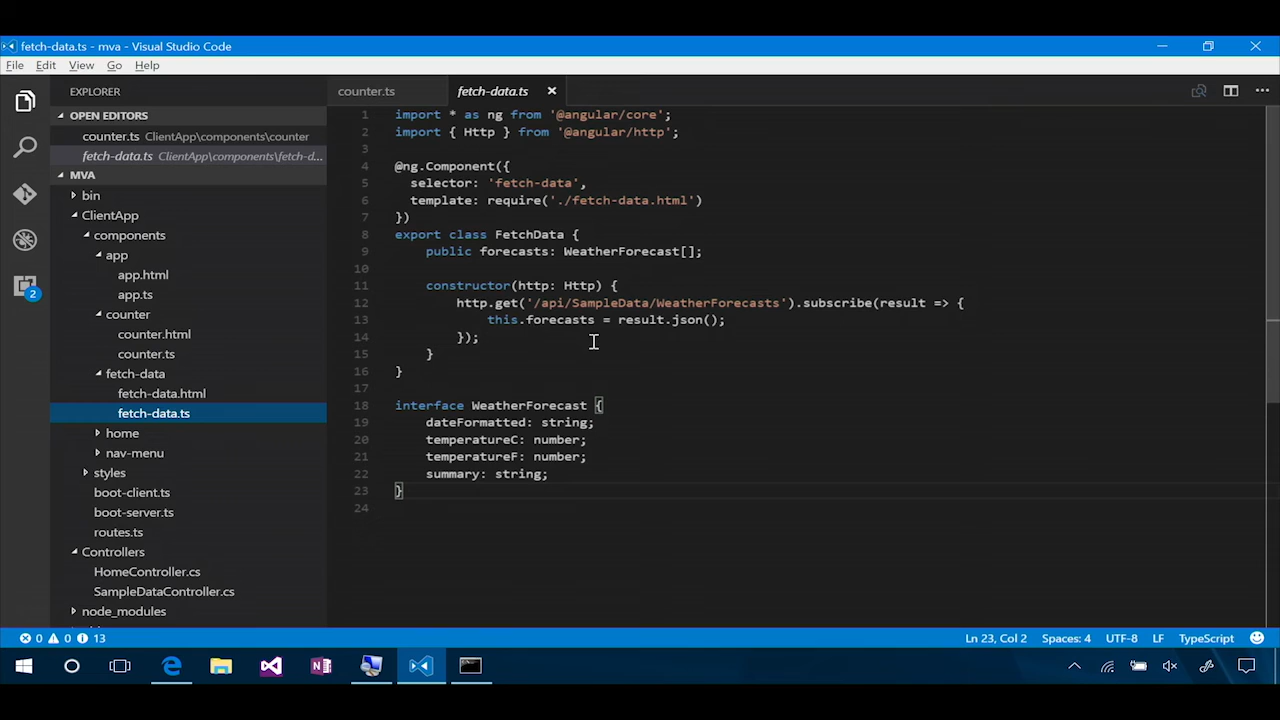 fetch-data.ts - mva - Visual Studio Code
File Edit View Go Help
EXPLORER
OPEN EDITORS
counter.ts ClientApp\components\counter
fetch-data.ts ClientApp\components\fetch-d...
MVA
bin
ClientApp
components
app
app.html
app.ts
counter
counter.html
counter.ts
fetch-data
fetch-data.html
fetch-data.ts
home
nav-menu
styles
boot-client.ts
boot-server.ts
routes.ts
Controllers
HomeController.cs
SampleDataController.cs
node_modules
2
counter.ts fetch-data.ts
1 import * as ng from '@angular/core';
2 import { Http } from '@angular/http';
3
4 @ng.Component({
5 selector: 'fetch-data',
6 template: require('./fetch-data.html')
7 })
8 export class FetchData {
9 public forecasts: WeatherForecast[];
10
11 constructor(http: Http) {
12 http.get('/api/SampleData/WeatherForecasts').subscribe(result => {
13 this.forecasts = result.json();
14 });
15 }
16 }
17
18 interface WeatherForecast {
19 dateFormatted: string;
20 temperatureC: number;
21 temperatureF: number;
22 summary: string;
23 }
24
0 0 13 Ln 23, Col 2 Spaces: 4 UTF-8 LF TypeScript